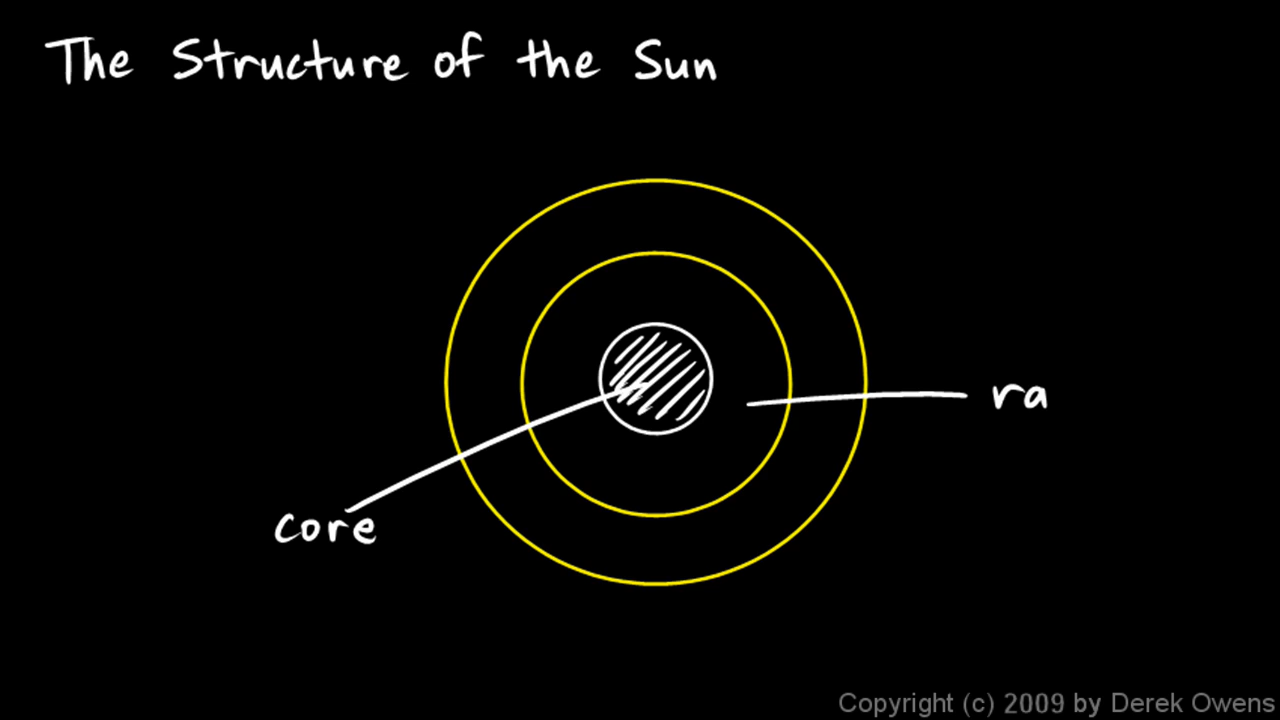 The Structure of the Sun
ra
core
Copyright (c) 2009 by Derek Owens